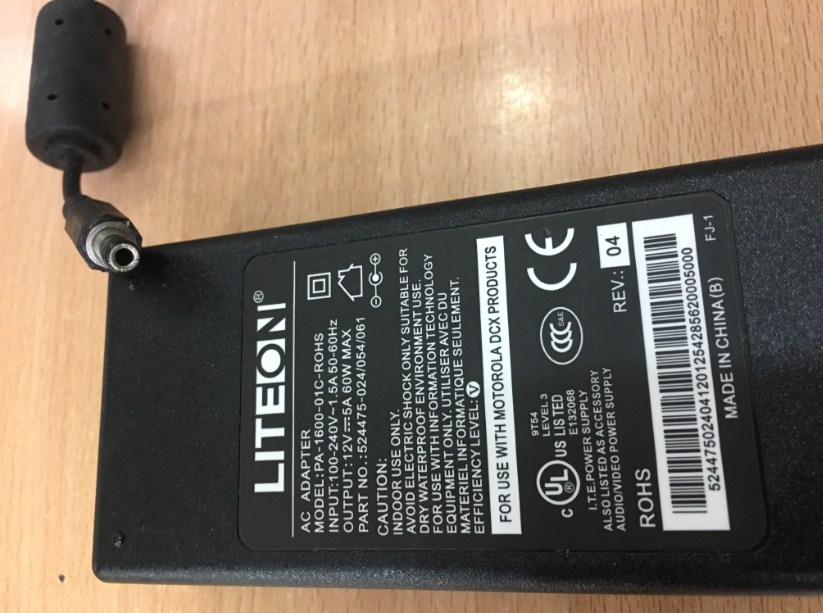 LITEON®
AC ADAPTER
MODEL:PA-1600-01C-ROHS
INPUT:100-240V~1.5A 50-60Hz
OUTPUT:12V⎓5A 60W MAX
PART NO.:524475-024/054/061
CAUTION:
INDOOR USE ONLY.
AVOID ELECTRIC SHOCK ONLY SUITABLE FOR
DRY WATERPROOF ENVIRONMENT USE.
FOR USE WITH INFORMATION TECHNOLOGY
EQUIPMENT ONLY. UTILISER AVEC DU
MATERIEL INFORMATIQUE SEULEMENT.
EFFICIENCY LEVEL: V
FOR USE WITH MOTOROLA DCX PRODUCTS
9T54
LEVEL 3
C UL® US LISTED
E132068
CCC S&E
CE
I.T.E. POWER SUPPLY
ALSO LISTED AS ACCESSORY
AUDIO/VIDEO POWER SUPPLY
ROHS
REV.: 04
524475024041201254285620005000
MADE IN CHINA(B)
FJ-1